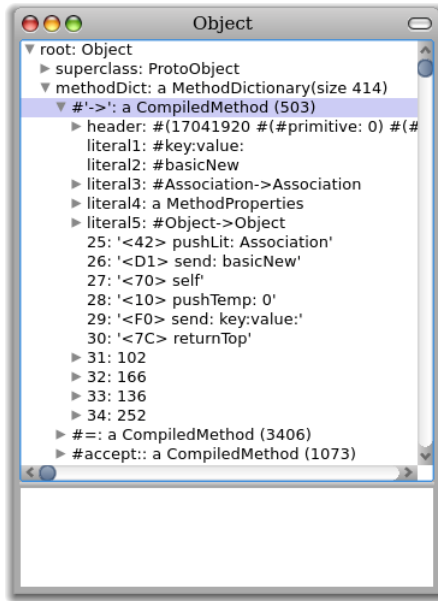 Object
root: Object
superclass: ProtoObject
methodDict: a MethodDictionary(size 414)
#'->': a CompiledMethod (503)
header: #(17041920 #(#primitive: 0) #(#
literal1: #key:value:
literal2: #basicNew
literal3: #Association->Association
literal4: a MethodProperties
literal5: #Object->Object
25: '<42> pushLit: Association'
26: '<D1> send: basicNew'
27: '<70> self'
28: '<10> pushTemp: 0'
29: '<F0> send: key:value:'
30: '<7C> returnTop'
31: 102
32: 166
33: 136
34: 252
#=: a CompiledMethod (3406)
#accept:: a CompiledMethod (1073)